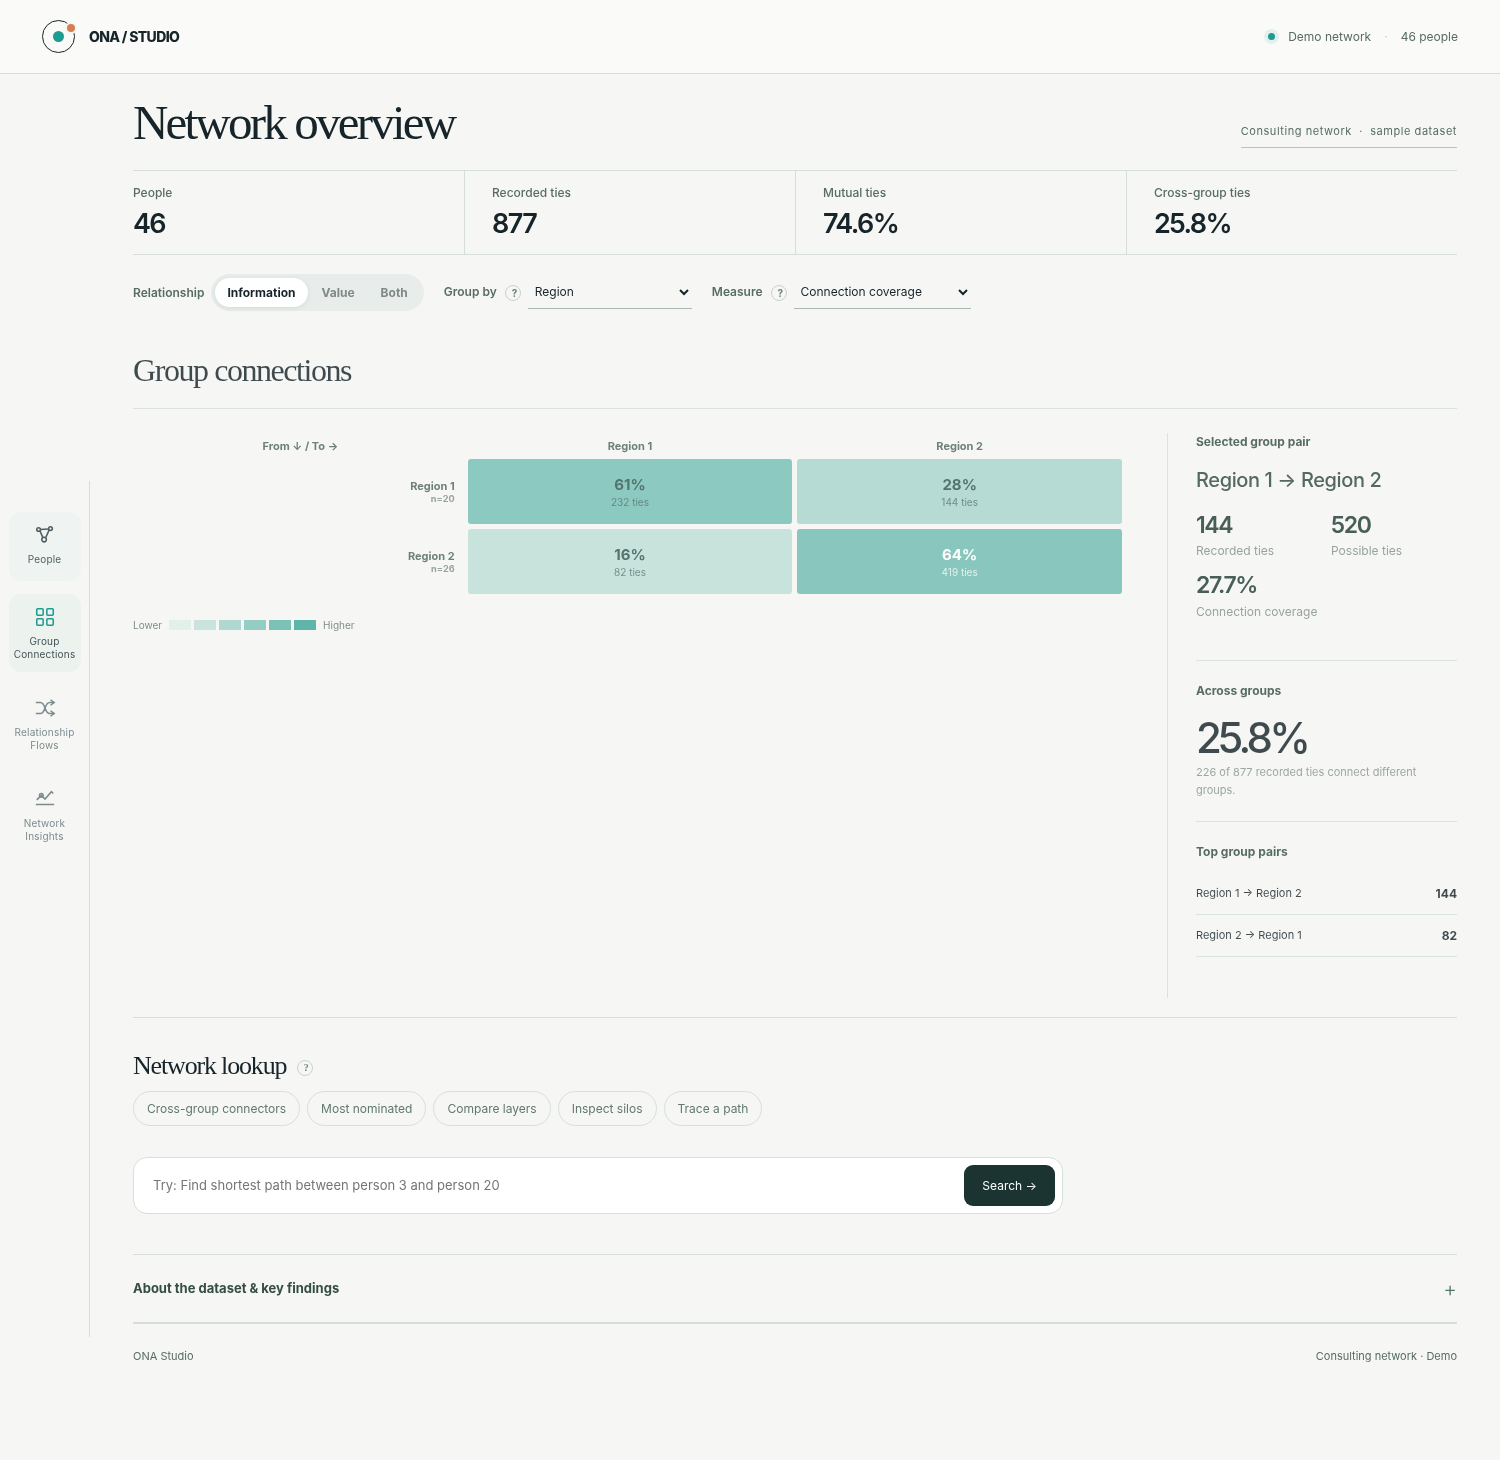 ONA / STUDIO
Demo network · 46 people
Network overview
Consulting network · sample dataset
People
46
Recorded ties
877
Mutual ties
74.6%
Cross-group ties
25.8%
Relationship
Information
Value
Both
Group by ?
Region
Measure ?
Connection coverage
Group connections
From ↓ / To →
Region 1
Region 2
Region 1
n=20
61%
232 ties
28%
144 ties
Region 2
n=26
16%
82 ties
64%
419 ties
Lower
Higher
Selected group pair
Region 1 → Region 2
144
Recorded ties
520
Possible ties
27.7%
Connection coverage
Across groups
25.8%
226 of 877 recorded ties connect different
groups.
Top group pairs
Region 1 → Region 2 144
Region 2 → Region 1 82
People
Group
Connections
Relationship
Flows
Network
Insights
Network lookup ?
Cross-group connectors
Most nominated
Compare layers
Inspect silos
Trace a path
Try: Find shortest path between person 3 and person 20
Search →
About the dataset & key findings +
ONA Studio
Consulting network · Demo